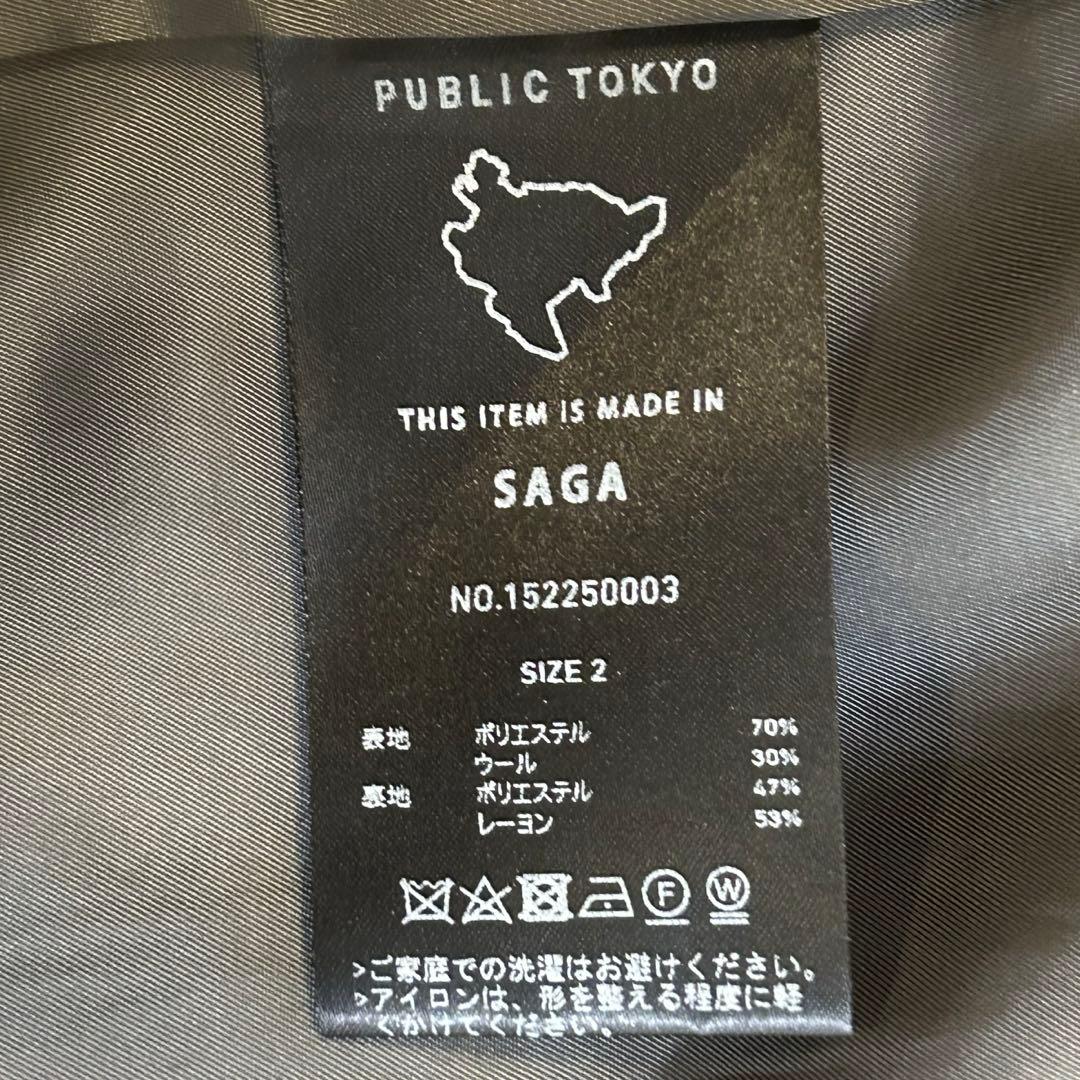 PUBLIC TOKYO
THIS ITEM IS MADE IN
SAGA
NO.152250003
SIZE 2
表地 ポリエステル 70%
ウール 30%
裏地 ポリエステル 47%
レーヨン 53%
F W
>ご家庭での洗濯はお避けください。
>アイロンは、形を整える程度に軽
くかけてください。